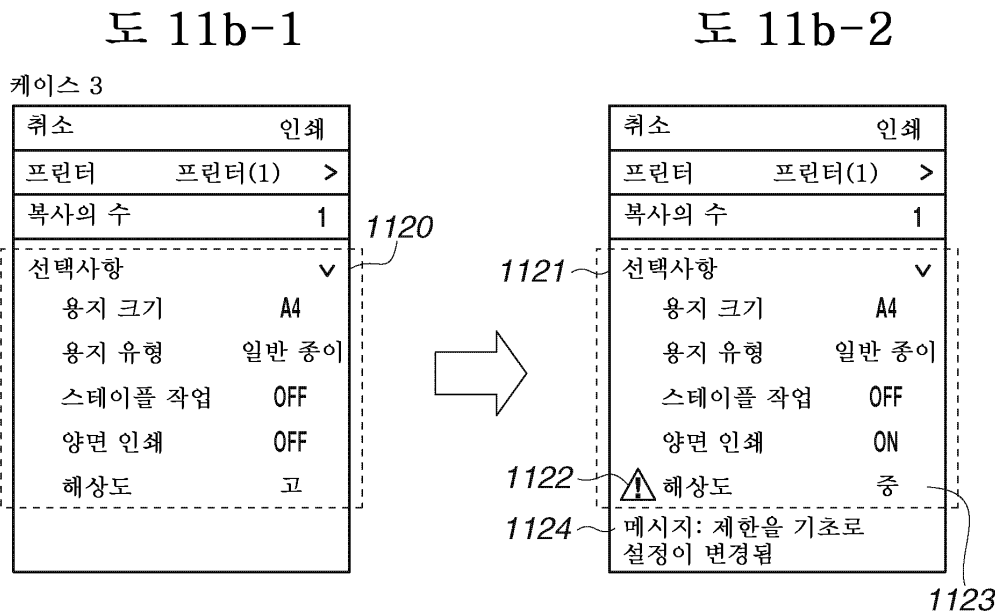 도 11b-1
케이스 3
취소 인쇄
프린터 프린터(1) >
복사의 수 1
1120
선택사항
용지 크기 A4
용지 유형 일반 종이
스테이플 작업 OFF
양면 인쇄 OFF
해상도 고
도 11b-2
취소 인쇄
프린터 프린터(1) >
복사의 수 1
1121 선택사항
용지 크기 A4
용지 유형 일반 종이
스테이플 작업 OFF
양면 인쇄 ON
1122 해상도 중
1124 메시지: 제한을 기초로
설정이 변경됨
1123